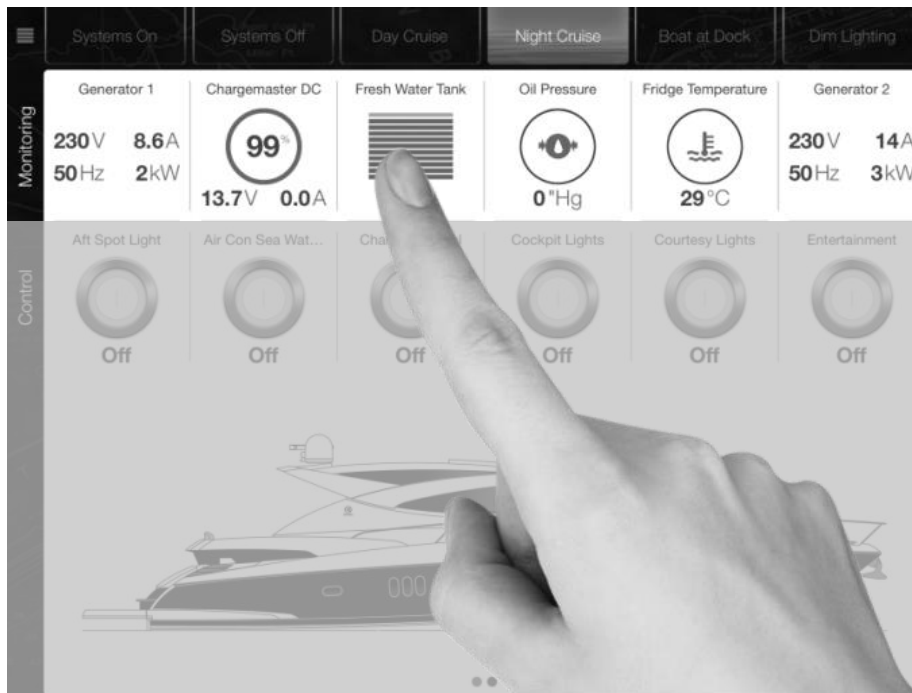 Systems On
Systems Off
Day Cruise
Night Cruise
Boat at Dock
Dim Lighting
Monitoring
Generator 1
230V 8.6A
50Hz 2kW
Chargemaster DC
99%
13.7V 0.0A
Fresh Water Tank
Oil Pressure
0"Hg
Fridge Temperature
29°C
Generator 2
230V 14A
50Hz 3kW
Control
Aft Spot Light
Off
Air Con Sea Wat...
Off
Off
Cockpit Lights
Off
Courtesy Lights
Off
Entertainment
Off